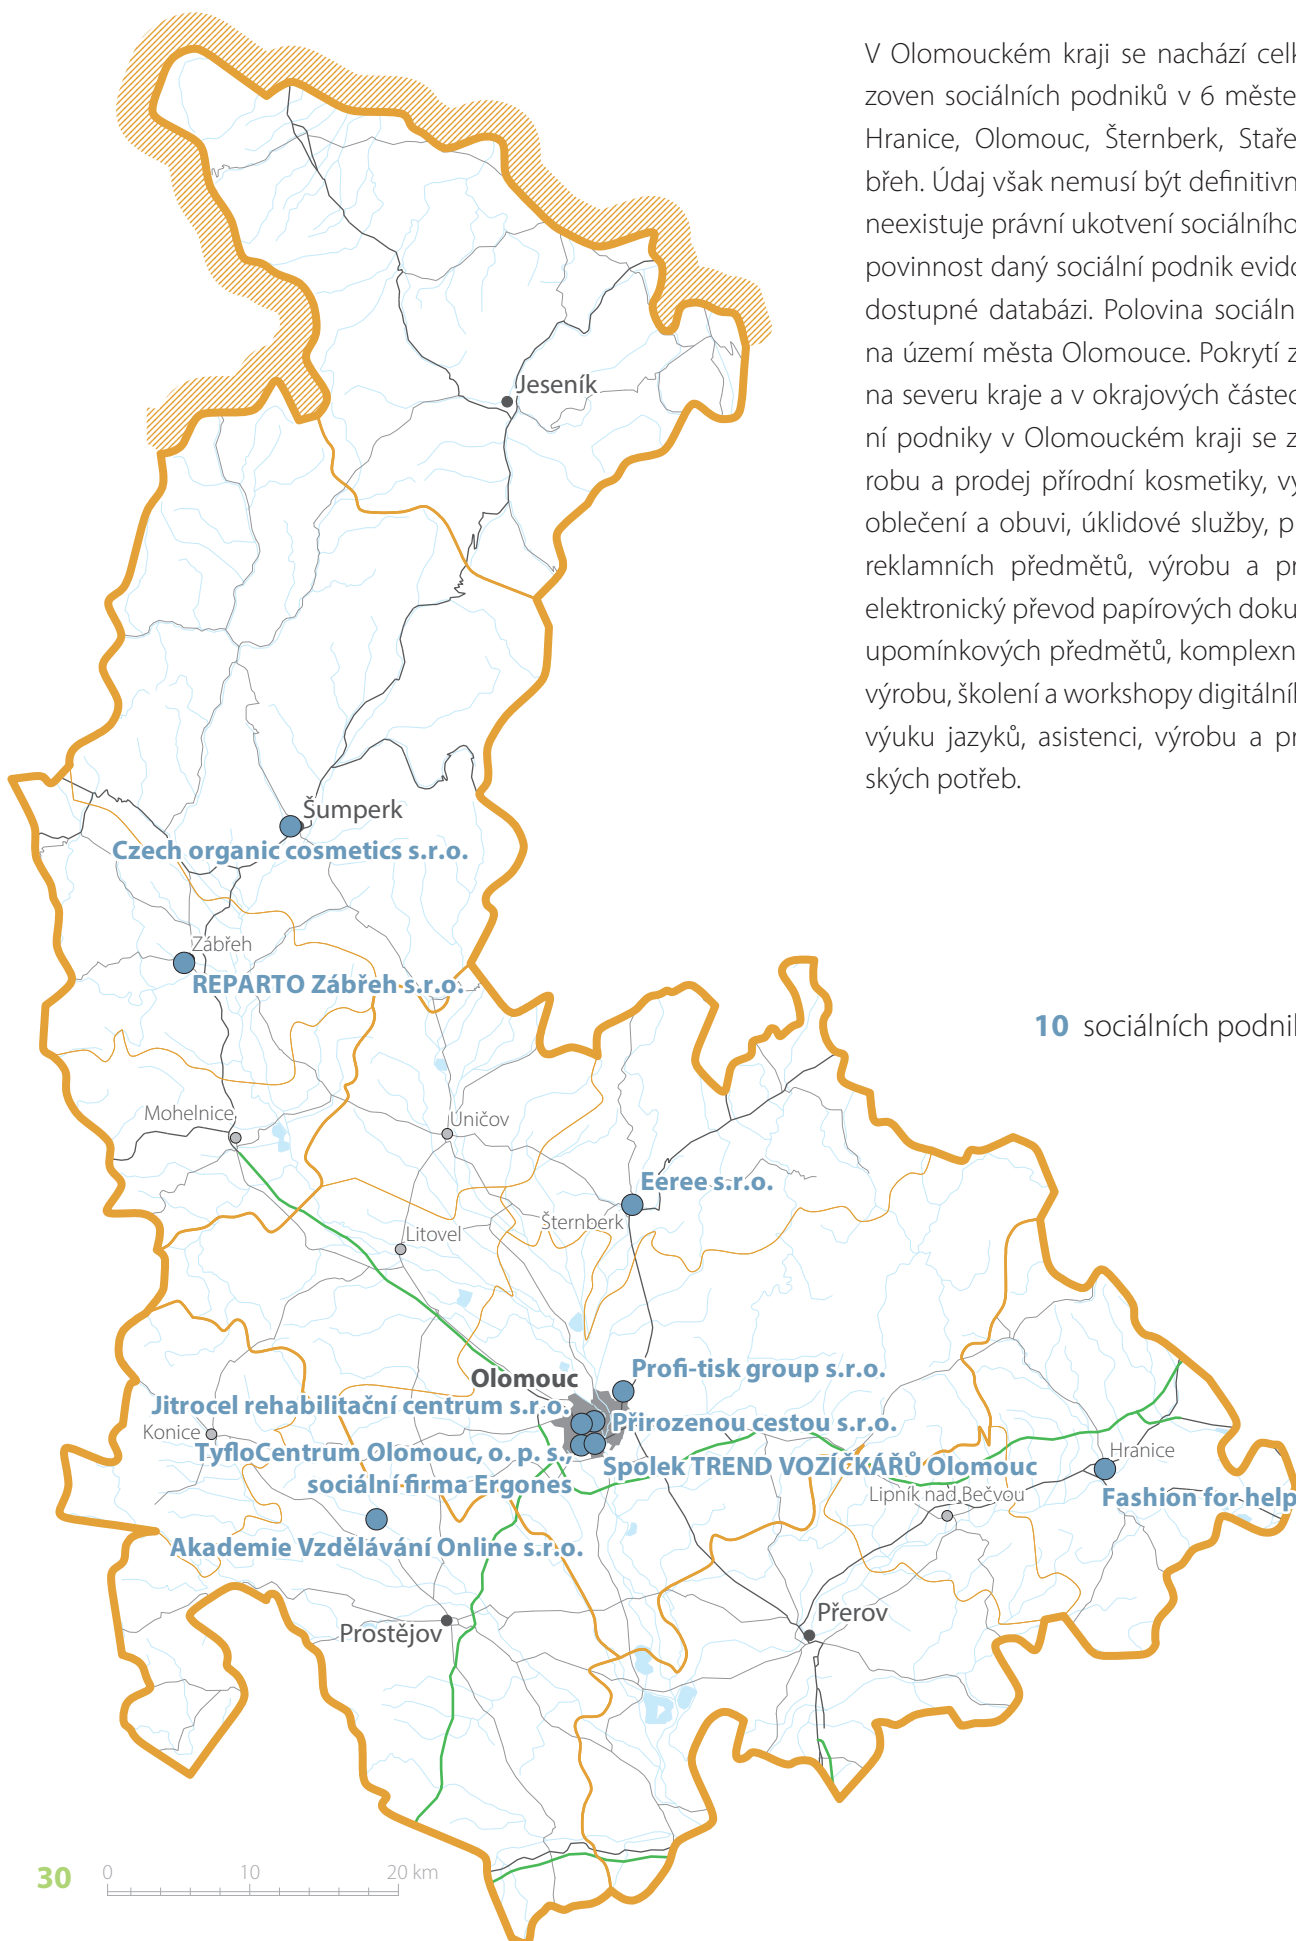 V Olomouckém kraji se nachází celk
zoven sociálních podniků v 6 měste
Hranice, Olomouc, Šternberk, Staře
břeh. Údaj však nemusí být definitivn
neexistuje právní ukotvení sociálního
povinnost daný sociální podnik evido
dostupné databázi. Polovina sociáln
na území města Olomouce. Pokrytí z
na severu kraje a v okrajových částec
ní podniky v Olomouckém kraji se z
robu a prodej přírodní kosmetiky, vý
oblečení a obuvi, úklidové služby, p
reklamních předmětů, výrobu a pr
elektronický převod papírových doku
upomínkových předmětů, komplexn
výrobu, školení a workshopy digitální
výuku jazyků, asistenci, výrobu a pr
ských potřeb.
Jeseník
Šumperk
Czech organic cosmetics s.r.o.
Zábřeh
REPARTO Zábřeh s.r.o.
10 sociálních podnik
Mohelnice
Uničov
Eeree s.r.o.
Šternberk
Litovel
Profi-tisk group s.r.o.
Olomouc
Jitrocel rehabilitační centrum s.r.o.
Přirozenou cestou s.r.o.
Konice
TyfloCentrum Olomouc, o. p. s.,
sociální firma Ergones
Spolek TREND VOZÍČKÁŘŮ Olomouc
Hranice
Lipník nad Bečvou
Fashion for help
Akademie Vzdělávání Online s.r.o.
Přerov
Prostějov
30
0 10 20 km